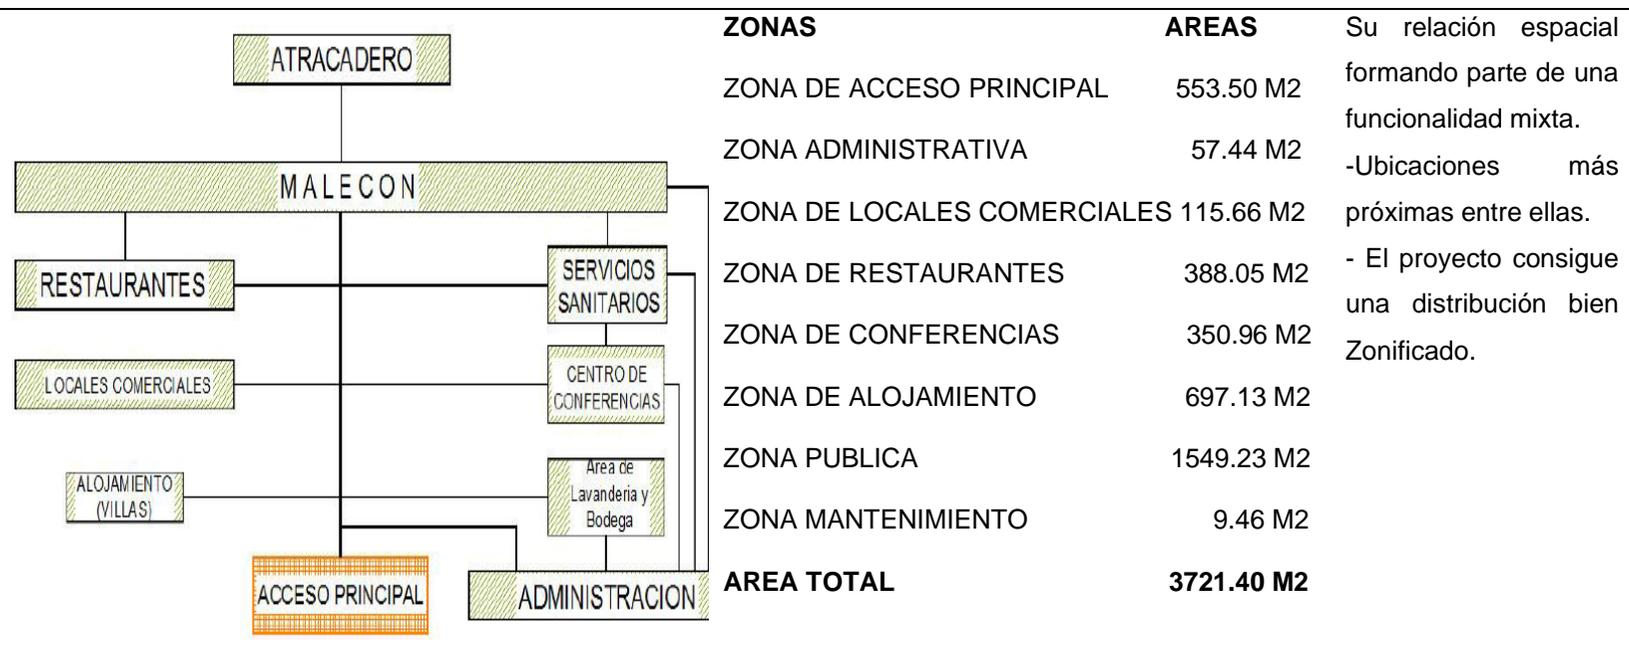 ATRACADERO
MALECON
RESTAURANTES
SERVICIOS
SANITARIOS
LOCALES COMERCIALES
CENTRO DE
CONFERENCIAS
ALOJAMIENTO
(VILLAS)
Area de
Lavanderia y
Bodega
ACCESO PRINCIPAL
ADMINISTRACION
ZONAS AREAS
ZONA DE ACCESO PRINCIPAL 553.50 M2
ZONA ADMINISTRATIVA 57.44 M2
ZONA DE LOCALES COMERCIALES 115.66 M2
ZONA DE RESTAURANTES 388.05 M2
ZONA DE CONFERENCIAS 350.96 M2
ZONA DE ALOJAMIENTO 697.13 M2
ZONA PUBLICA 1549.23 M2
ZONA MANTENIMIENTO 9.46 M2
AREA TOTAL 3721.40 M2
Su relación espacial
formando parte de una
funcionalidad mixta.
-Ubicaciones más
próximas entre ellas.
- El proyecto consigue
una distribución bien
Zonificado.